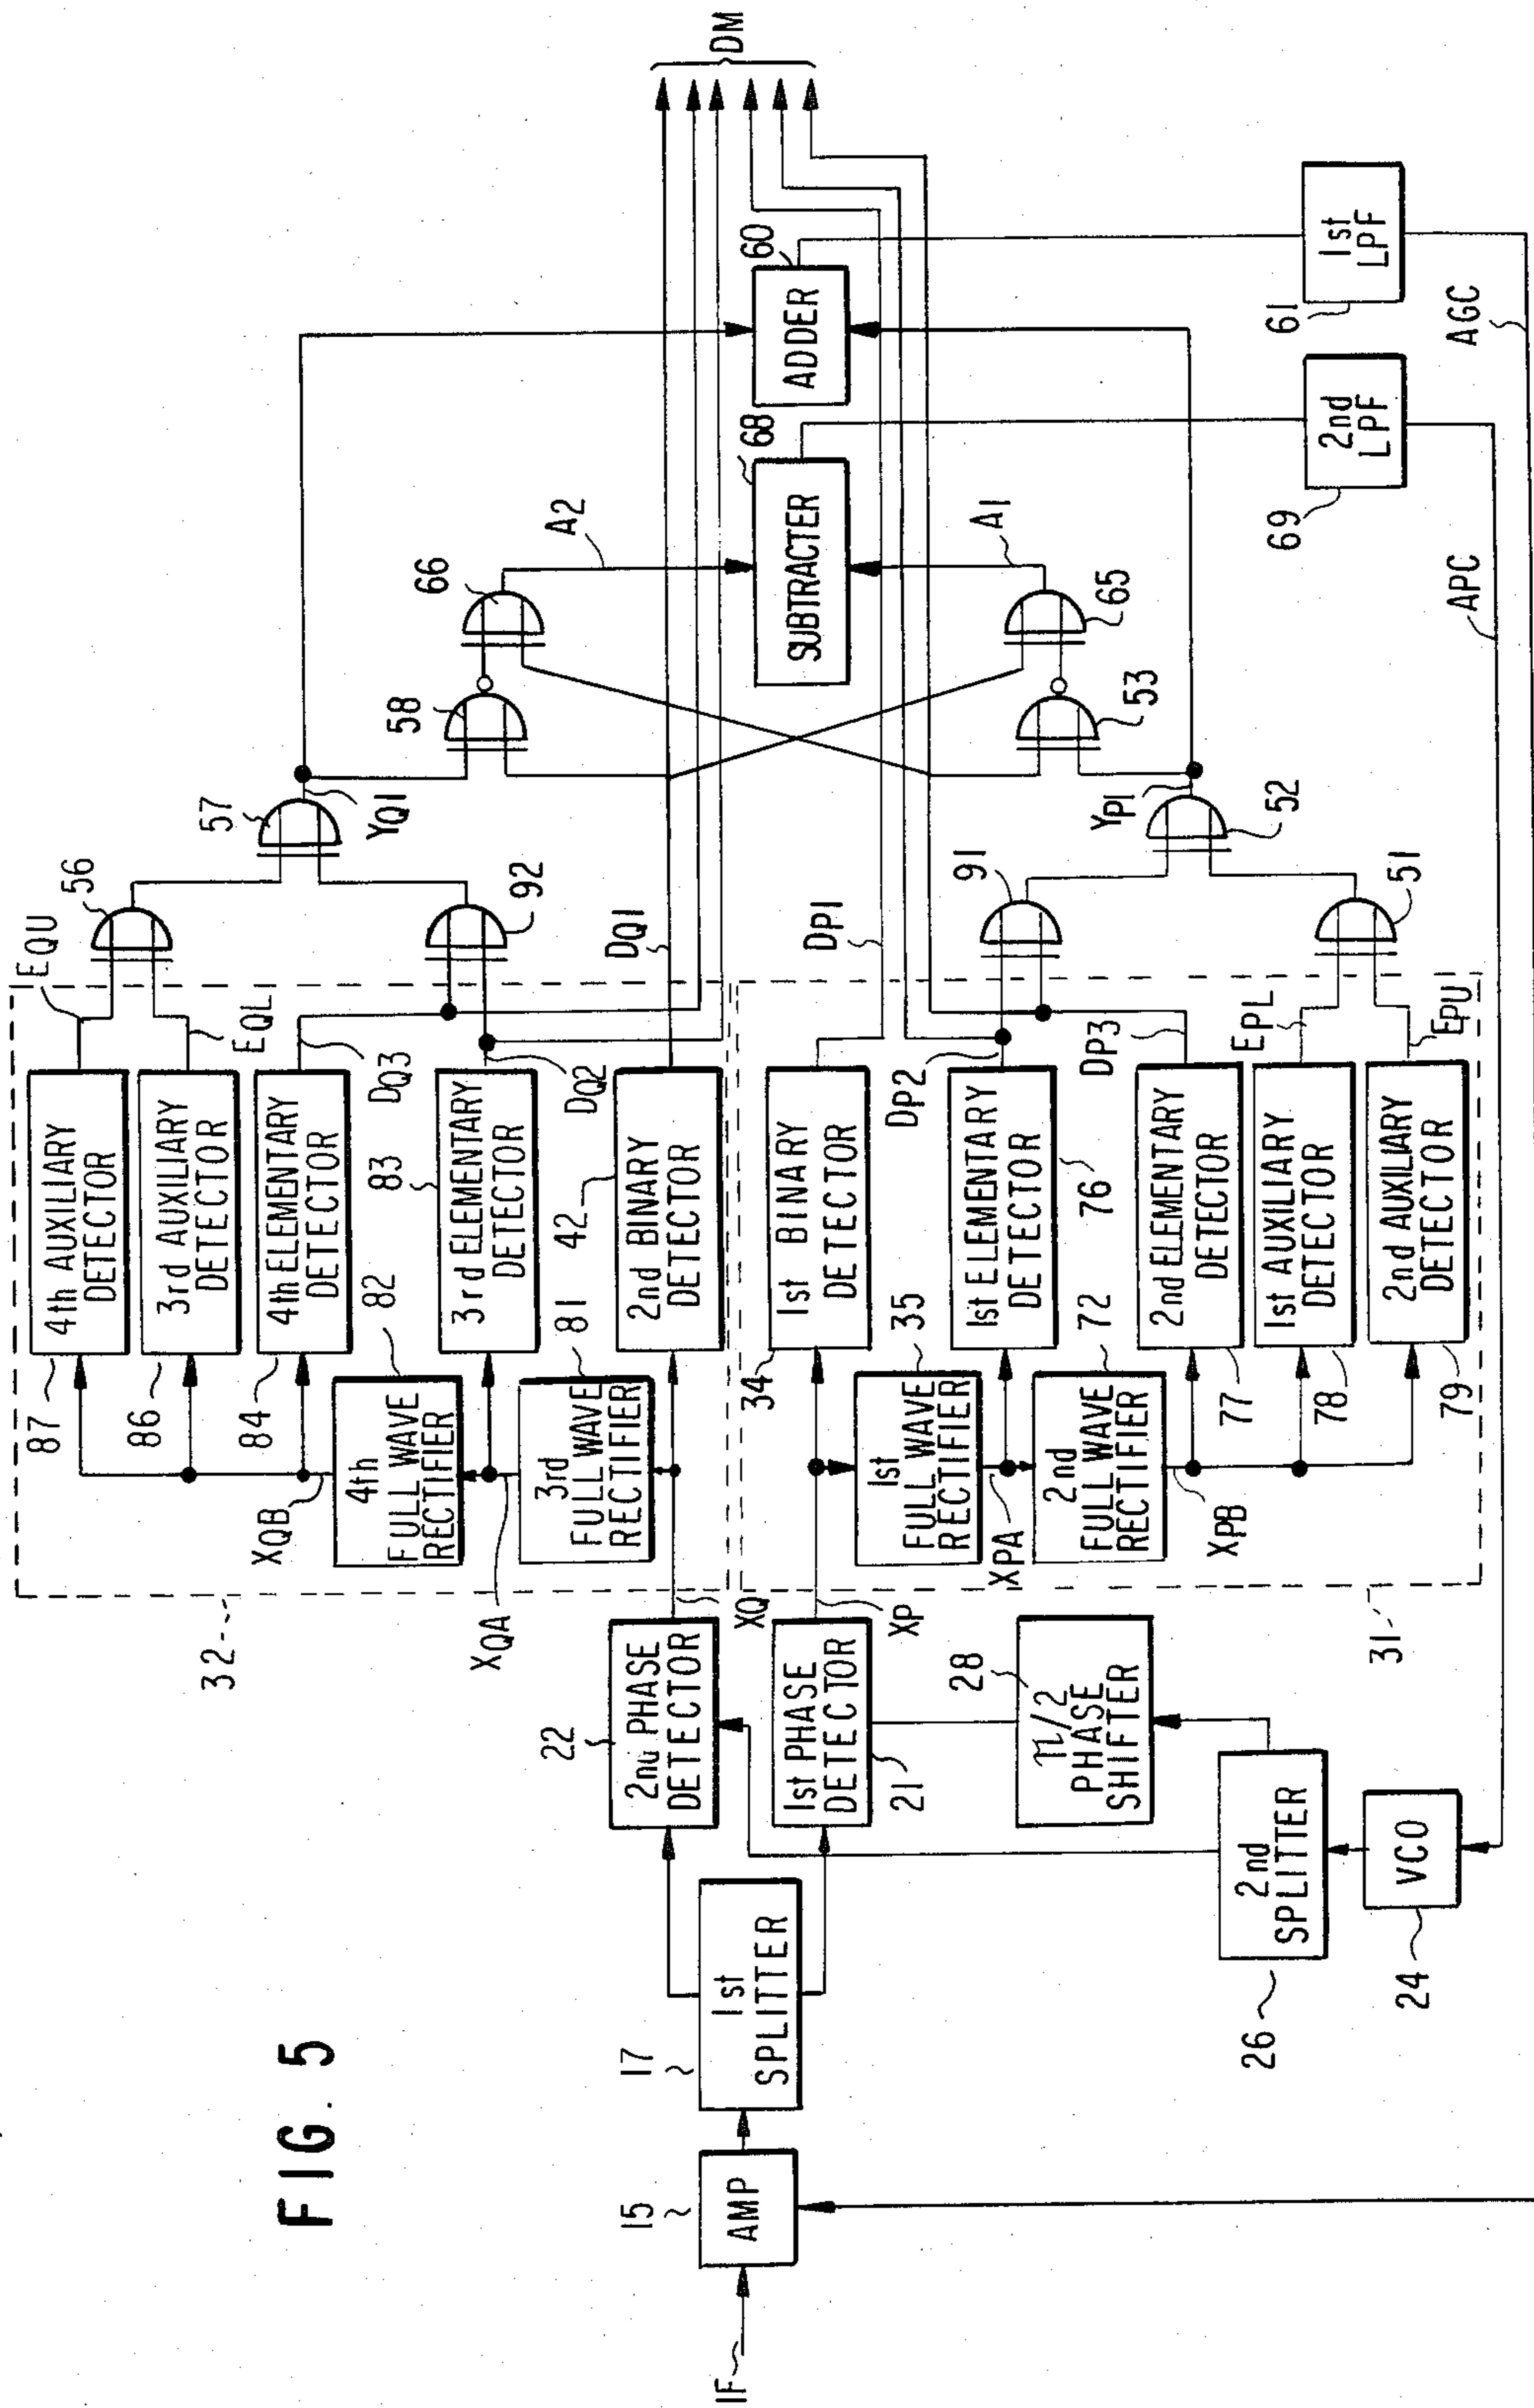 FIG. 5
IF
15
AMP
17
1st
SPLITTER
22
2nd PHASE
DETECTOR
1st PHASE
DETECTOR
21
28
π/2
PHASE
SHIFTER
26
2nd
SPLITTER
24
VCO
32
31
XQ
XP
XQA
XQB
XPA
XPB
87
4th AUXILIARY
DETECTOR
86
3rd AUXILIARY
DETECTOR
84
4th ELEMENTARY
DETECTOR
82
4th
FULL WAVE
RECTIFIER
83
3rd ELEMENTARY
DETECTOR
81
3rd
FULL WAVE
RECTIFIER
42
2nd BINARY
DETECTOR
34
1st BINARY
DETECTOR
35
1st
FULL WAVE
RECTIFIER
1st ELEMENTARY
DETECTOR
76
72
2nd
FULL WAVE
RECTIFIER
2nd ELEMENTARY
DETECTOR
77
1st AUXILIARY
DETECTOR
78
2nd AUXILIARY
DETECTOR
79
EQU
EQL
DQ3
DQ2
DQ1
DP1
DP2
DP3
EPL
EPU
56
92
57
YQ1
91
51
52
YP1
58
66
A2
53
65
A1
68
SUBTRACTER
60
ADDER
DM
69
2nd
LPF
61
1st
LPF
APC
AGC